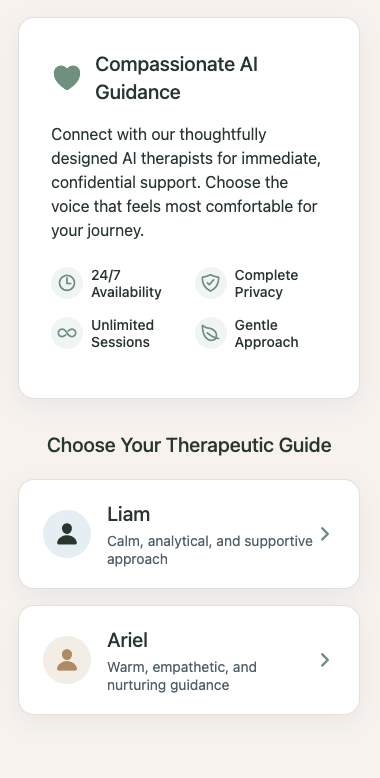 Compassionate AI
Guidance
Connect with our thoughtfully
designed AI therapists for immediate,
confidential support. Choose the
voice that feels most comfortable for
your journey.
24/7
Availability
Complete
Privacy
Unlimited
Sessions
Gentle
Approach
Choose Your Therapeutic Guide
Liam
Calm, analytical, and supportive
approach
Ariel
Warm, empathetic, and
nurturing guidance